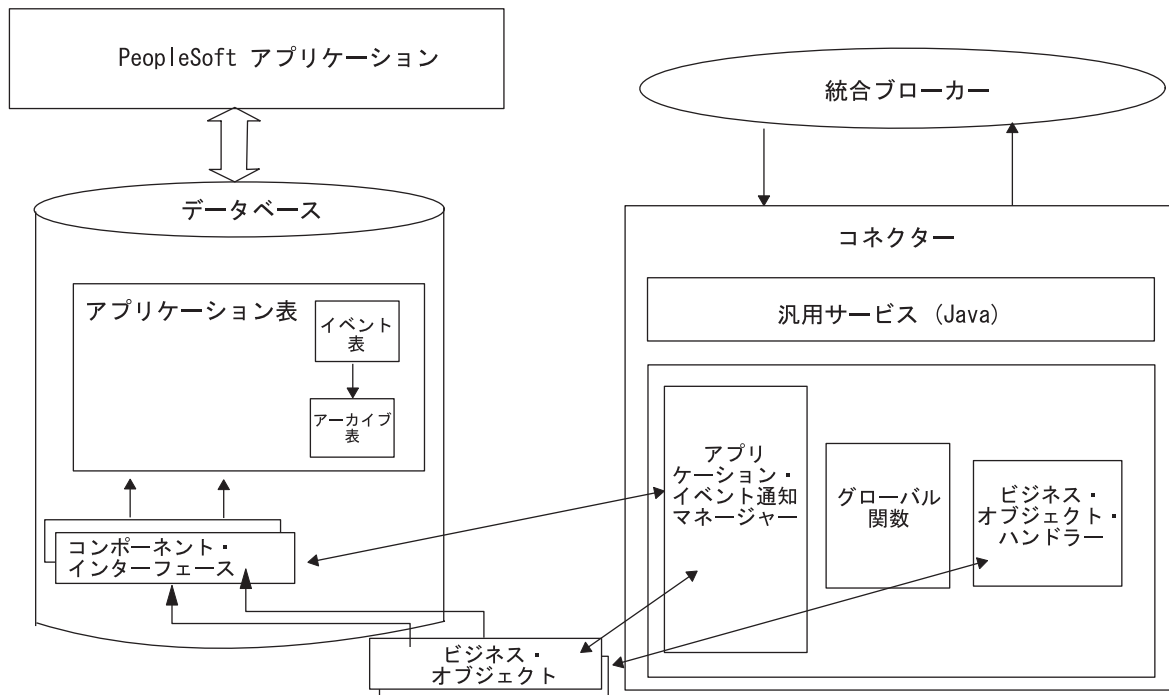 PeopleSoft アプリケーション
統合ブローカー
データベース
コネクター
アプリケーション表
イベント
表
アーカイブ
表
汎用サービス (Java)
アプリ
ケーション・
イベント通知
マネージャー
グローバル
関数
ビジネス・
オブジェクト・
ハンドラー
コンポーネント・
インターフェース
ビジネス・
オブジェクト